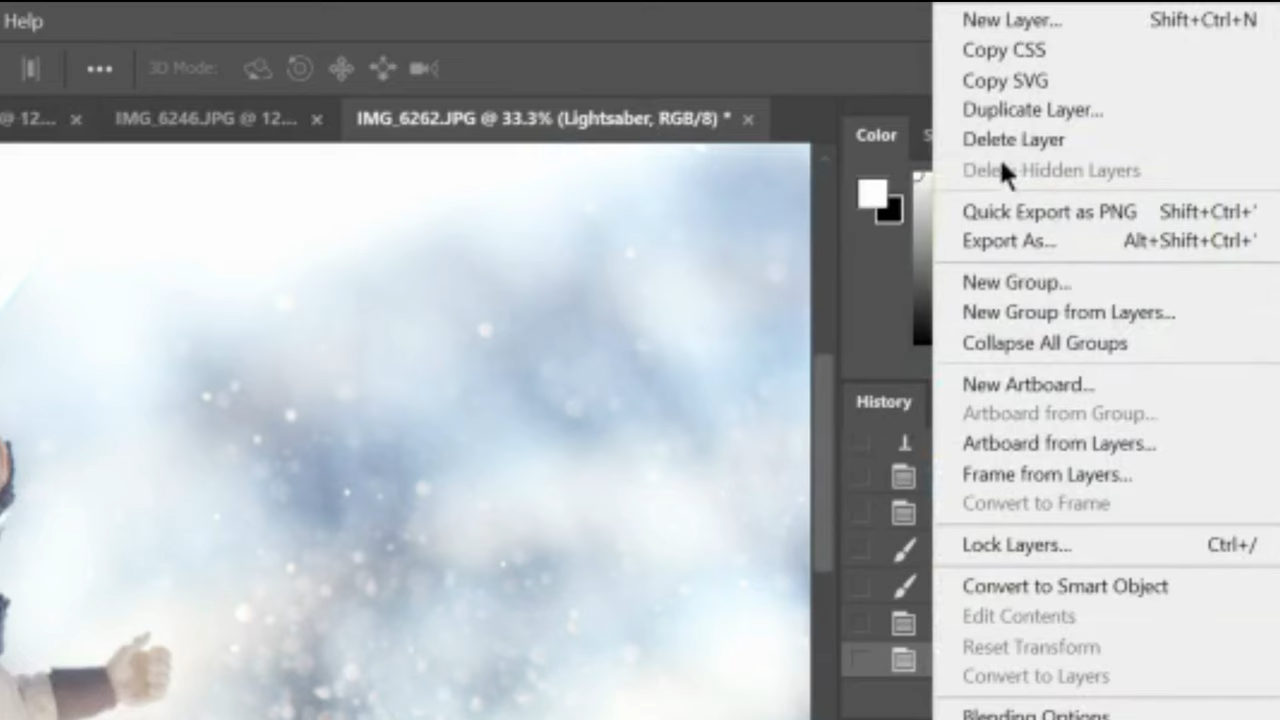 Help
3D Mode:
@ 12... × IMG_6246.JPG @ 12... × IMG_6262.JPG @ 33.3% (Lightsaber, RGB/8) * ×
Color
History
New Layer... Shift+Ctrl+N
Copy CSS
Copy SVG
Duplicate Layer...
Delete Layer
Delete Hidden Layers
Quick Export as PNG Shift+Ctrl+'
Export As... Alt+Shift+Ctrl+'
New Group...
New Group from Layers...
Collapse All Groups
New Artboard...
Artboard from Group...
Artboard from Layers...
Frame from Layers...
Convert to Frame
Lock Layers... Ctrl+/
Convert to Smart Object
Edit Contents
Reset Transform
Convert to Layers
Blending Options...